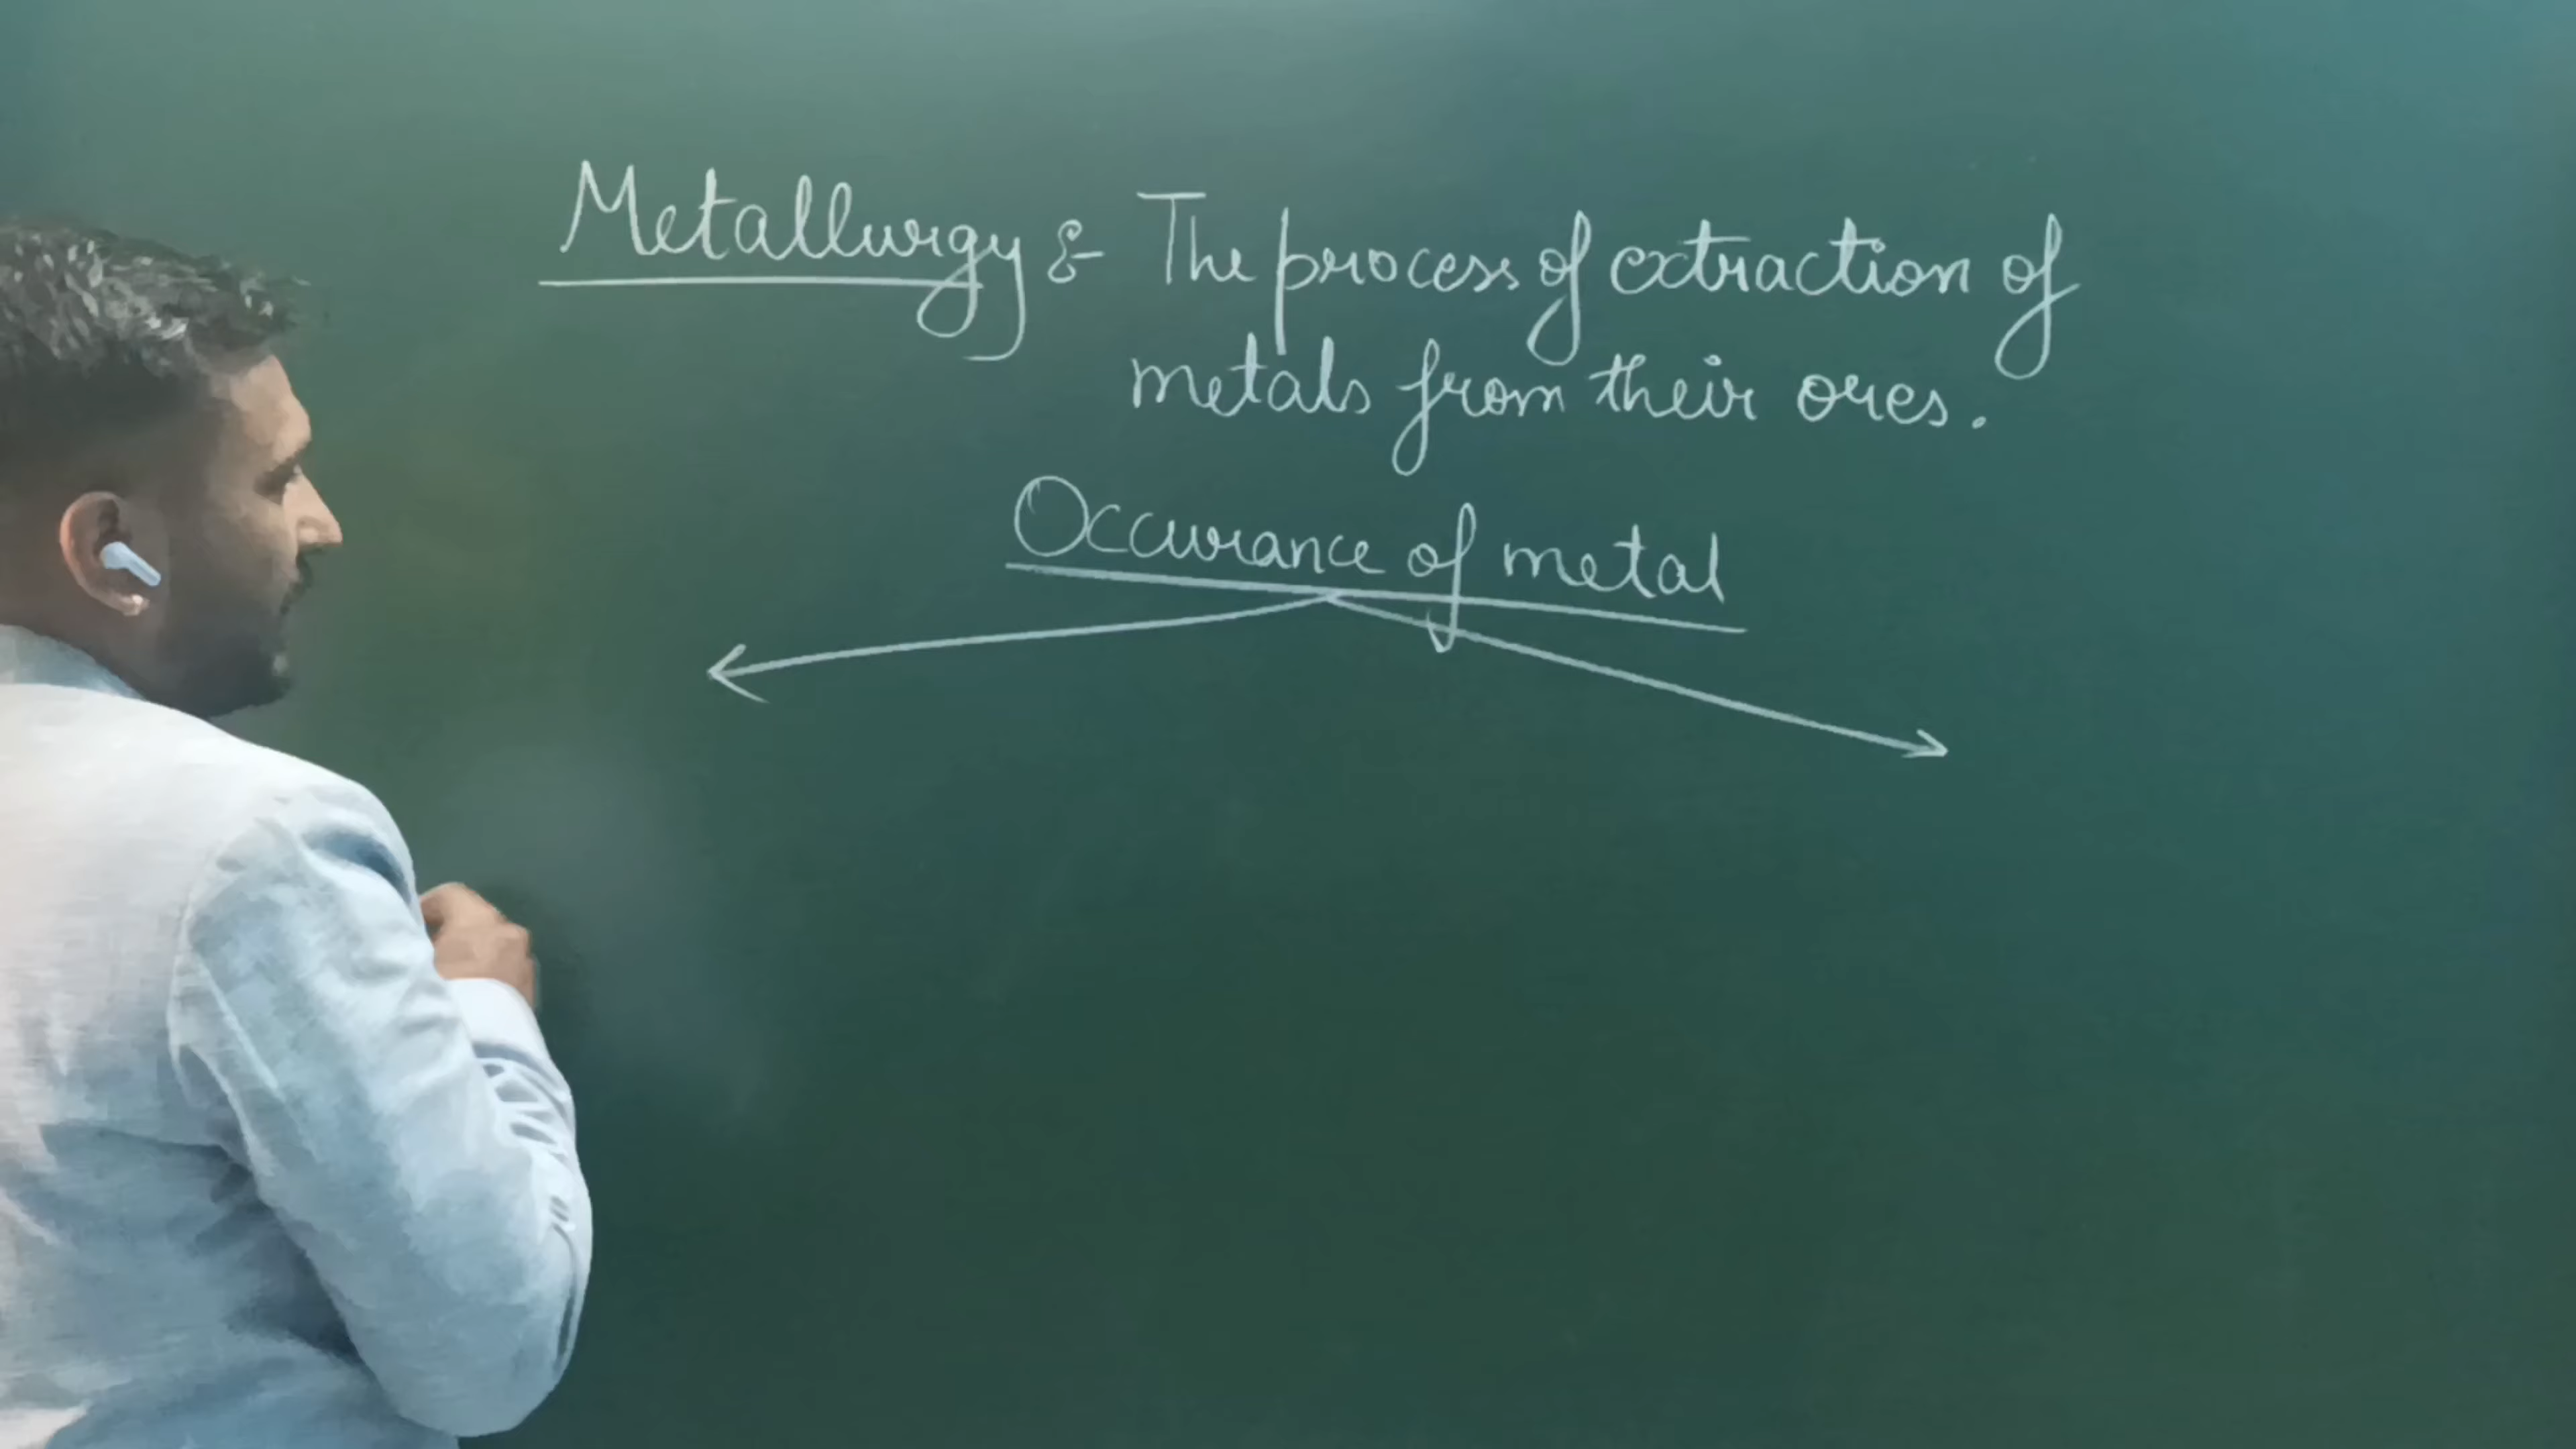 Metallurgy :- The process of extraction of
metals from their ores.
Occurance of metal